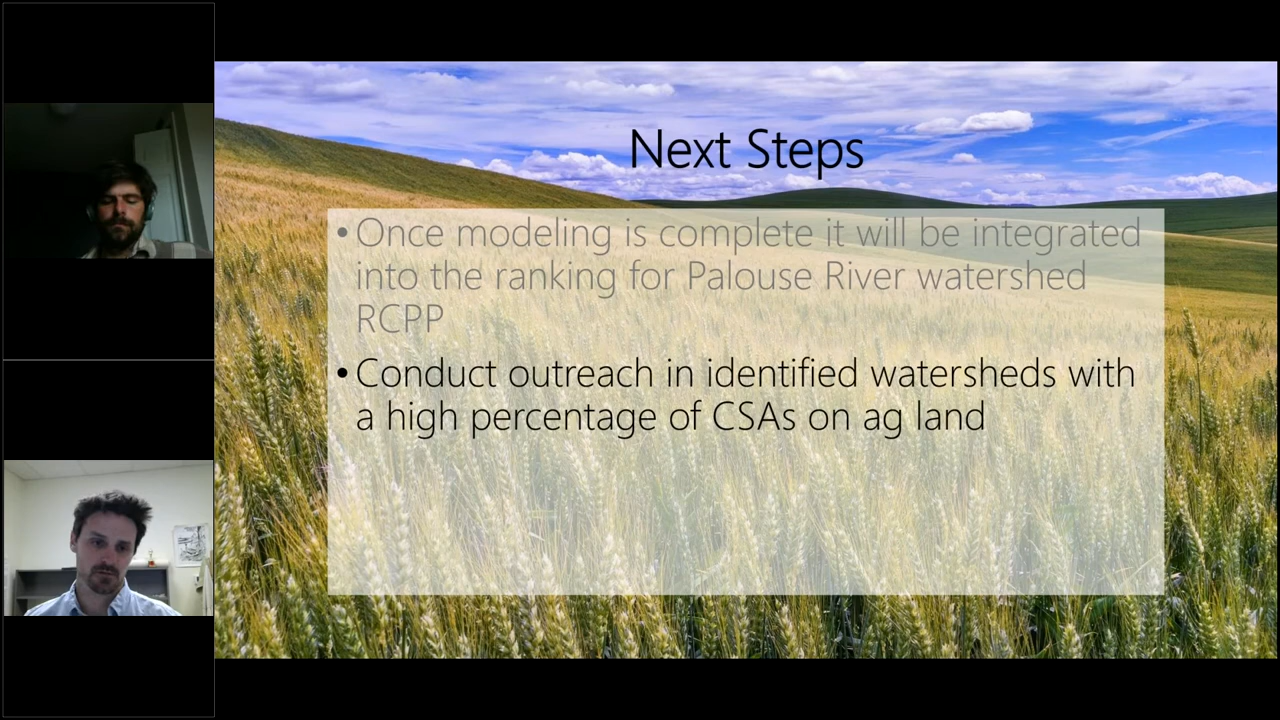 Next Steps
• Once modeling is complete it will be integrated
into the ranking for Palouse River watershed
RCPP
• Conduct outreach in identified watersheds with
a high percentage of CSAs on ag land